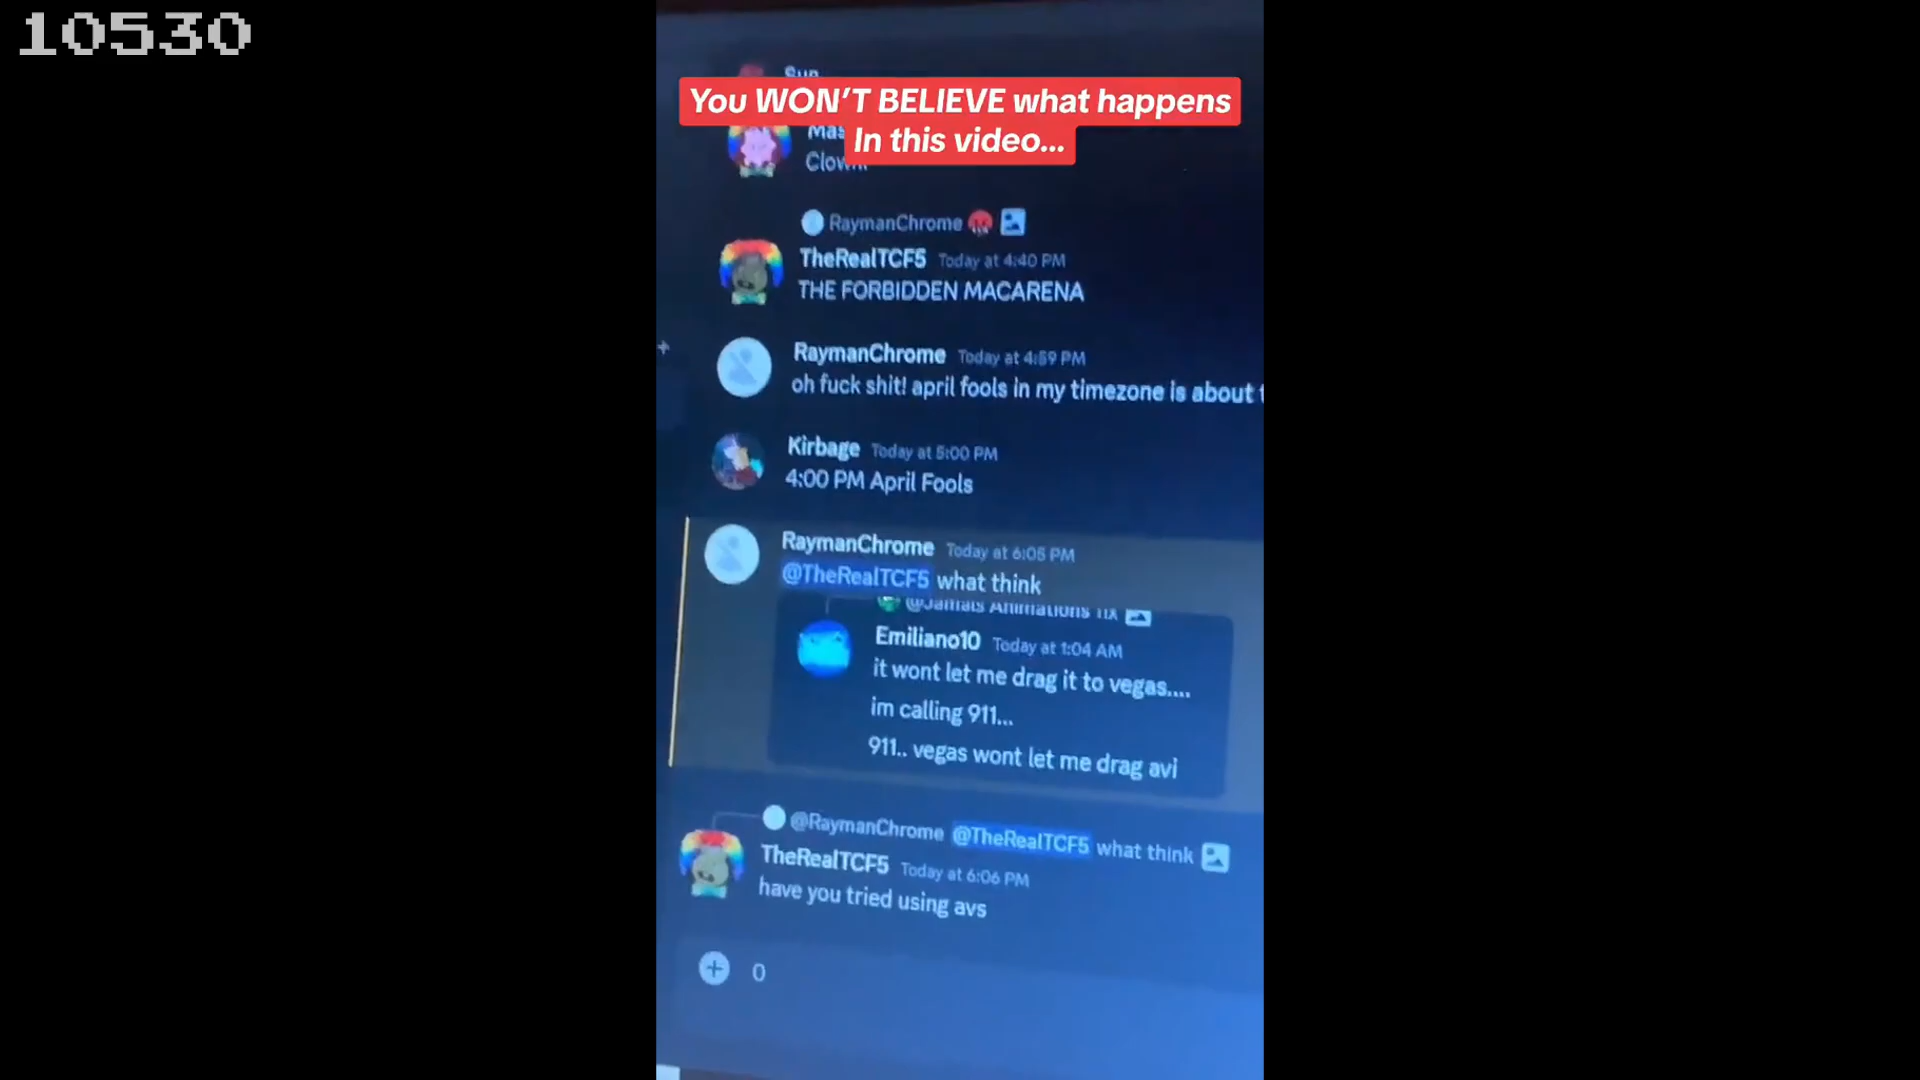 10530
Sun
You WON'T BELIEVE what happens
In this video...
RaymanChrome
TheRealTCF5 Today at 4:40 PM
THE FORBIDDEN MACARENA
RaymanChrome Today at 4:59 PM
oh fuck shit! april fools in my timezone is about
Kirbage Today at 5:00 PM
4:00 PM April Fools
RaymanChrome Today at 6:05 PM
@TheRealTCF5 what think
@Jamals Animations
Emiliano10 Today at 1:04 AM
it wont let me drag it to vegas....
im calling 911...
911.. vegas wont let me drag avi
@RaymanChrome @TheRealTCF5 what think
TheRealTCF5 Today at 6:06 PM
have you tried using avs
0